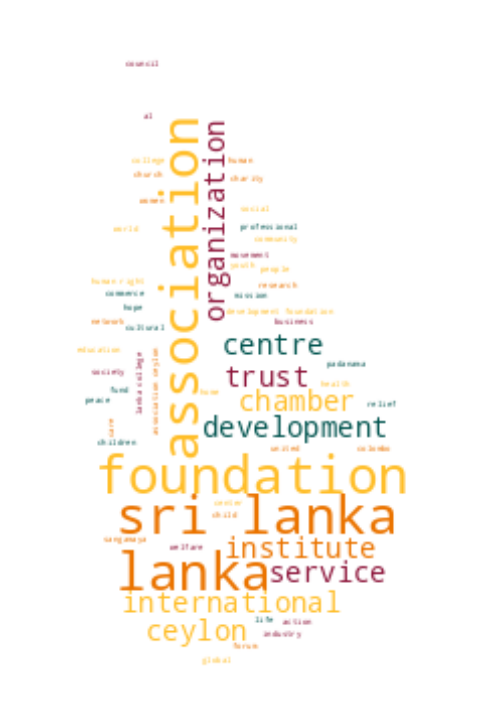 council
al
college human
church charity
women
social
world professional
community
association
organization
movement
youth people
human right research
commerce mission
hope development foundation
network cultural business
centre
education
society padanama
trust
lanka college
association ceylon
fund home health
peace chamber relief
care
development
children
united colombo
foundation
center
sri lanka
child
sangamaya welfare institute
lanka service
international
life action
ceylon industry
forum
global